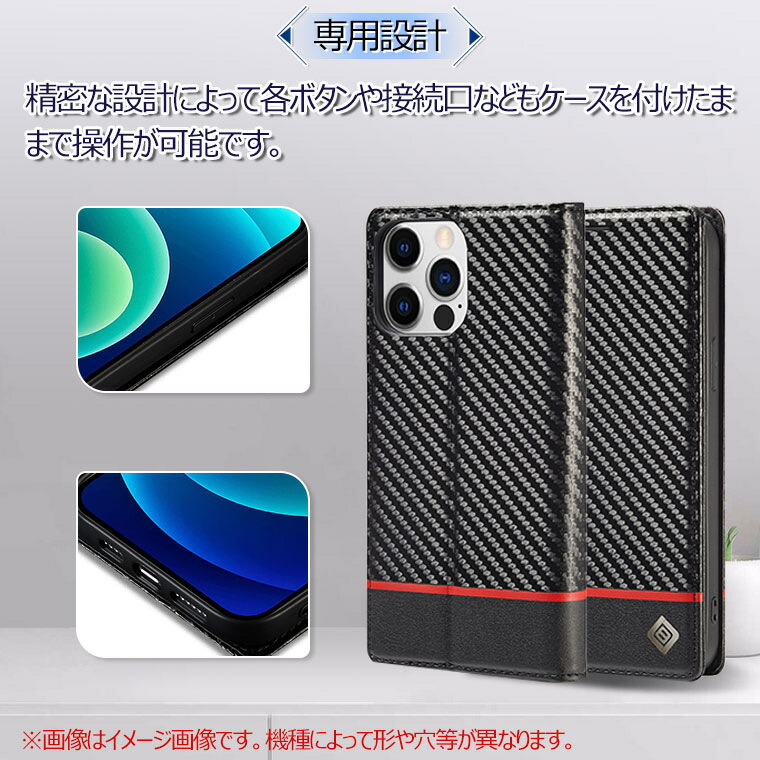 専用設計
精密な設計によって各ボタンや接続口などもケースを付けたま
まで操作が可能です。
※画像はイメージ画像です。機種によって形や穴等が異なります。